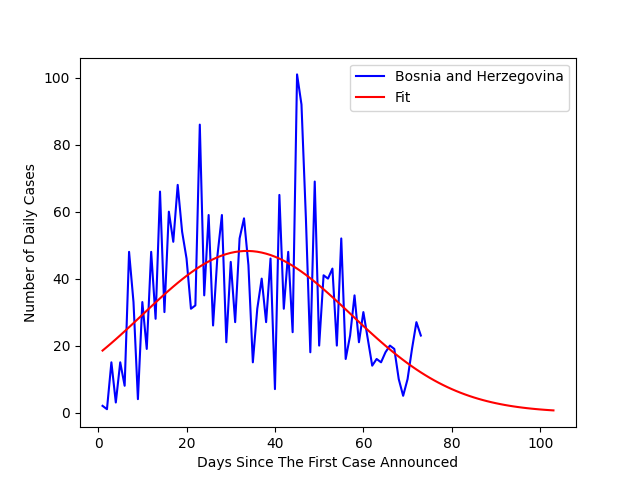 Bosnia and Herzegovina
Fit
Number of Daily Cases
100
80
60
40
20
0
0 20 40 60 80 100
Days Since The First Case Announced